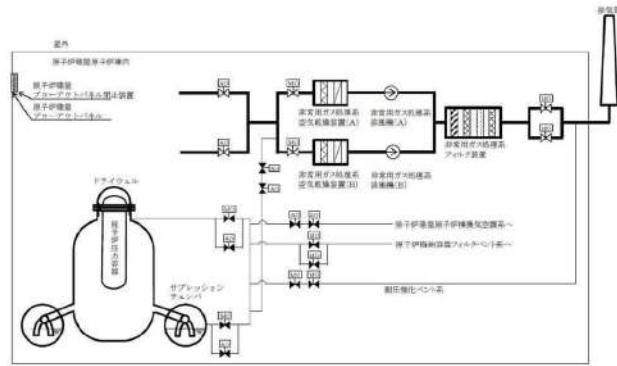 排気筒
屋外
原子炉建屋原子炉棟内
原子炉建屋
ブローアウトパネル閉止装置
原子炉建屋
ブローアウトパネル
非常用ガス処理系
空気乾燥装置(A)
非常用ガス処理系
排風機(A)
非常用ガス処理系
空気乾燥装置(B)
非常用ガス処理系
排風機(B)
非常用ガス処理系
フィルタ装置
ドライウェル
原子炉圧力容器
サプレッション
チェンバ
原子炉建屋原子炉棟換気空調系へ
原子炉格納容器フィルタベント系へ
耐圧強化ベント系